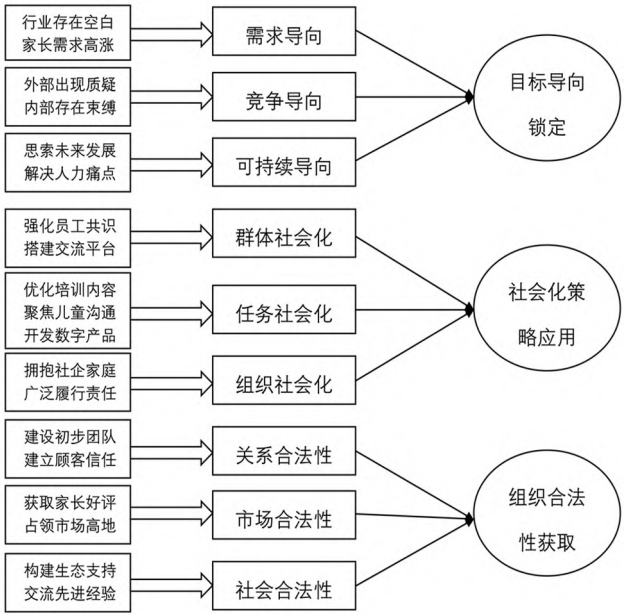 行业存在空白
家长需求高涨
需求导向
外部出现质疑
内部存在束缚
竞争导向
思索未来发展
解决人力痛点
可持续导向
目标导向
锁定
强化员工共识
搭建交流平台
群体社会化
优化培训内容
聚焦儿童沟通
开发数字产品
任务社会化
拥抱社企家庭
广泛履行责任
组织社会化
社会化策
略应用
建设初步团队
建立顾客信任
关系合法性
获取家长好评
占领市场高地
市场合法性
构建生态支持
交流先进经验
社会合法性
组织合法
性获取